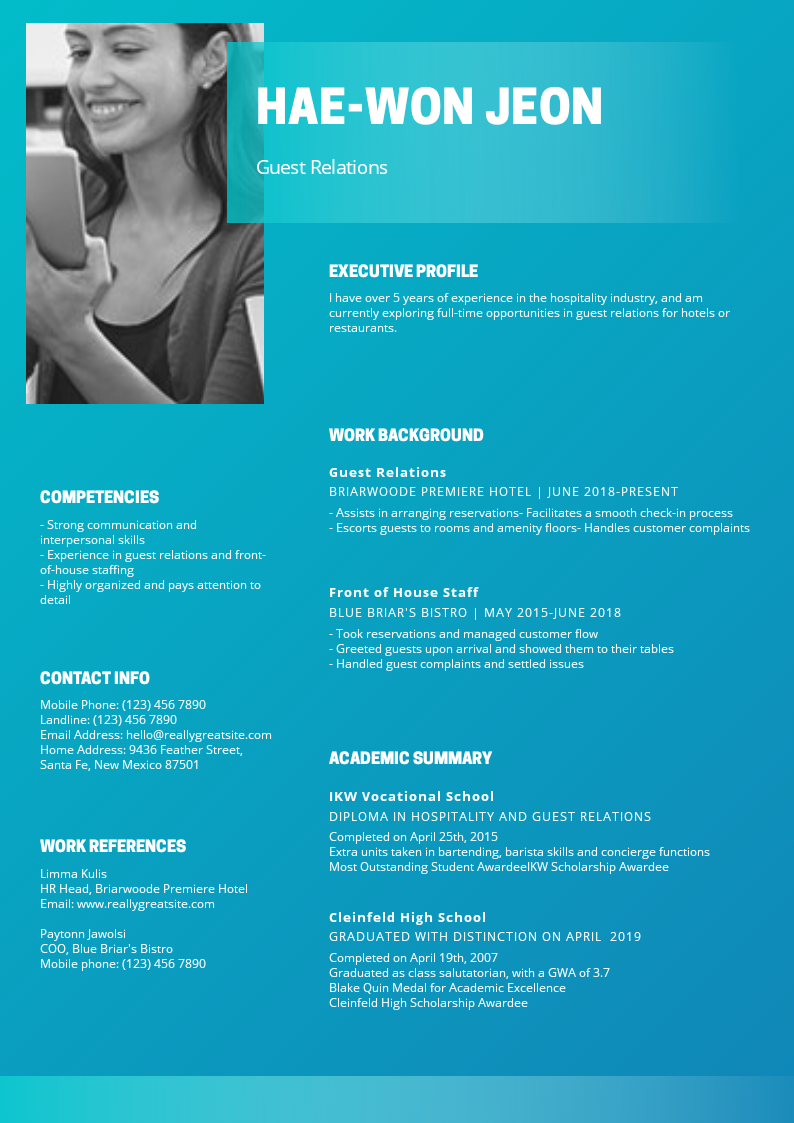 HAE-WON JEON
Guest Relations
EXECUTIVE PROFILE
I have over 5 years of experience in the hospitality industry, and am
currently exploring full-time opportunities in guest relations for hotels or
restaurants.
WORK BACKGROUND
Guest Relations
BRIARWOODE PREMIERE HOTEL | JUNE 2018-PRESENT
- Assists in arranging reservations- Facilitates a smooth check-in process
- Escorts guests to rooms and amenity floors- Handles customer complaints
Front of House Staff
BLUE BRIAR'S BISTRO | MAY 2015-JUNE 2018
- Took reservations and managed customer flow
- Greeted guests upon arrival and showed them to their tables
- Handled guest complaints and settled issues
ACADEMIC SUMMARY
IKW Vocational School
DIPLOMA IN HOSPITALITY AND GUEST RELATIONS
Completed on April 25th, 2015
Extra units taken in bartending, barista skills and concierge functions
Most Outstanding Student AwardeeIKW Scholarship Awardee
Cleinfeld High School
GRADUATED WITH DISTINCTION ON APRIL  2019
Completed on April 19th, 2007
Graduated as class salutatorian, with a GWA of 3.7
Blake Quin Medal for Academic Excellence
Cleinfeld High Scholarship Awardee
COMPETENCIES
- Strong communication and
interpersonal skills
- Experience in guest relations and front-
of-house staffing
- Highly organized and pays attention to
detail
CONTACT INFO
Mobile Phone: (123) 456 7890
Landline: (123) 456 7890
Email Address: hello@reallygreatsite.com
Home Address: 9436 Feather Street,
Santa Fe, New Mexico 87501
WORK REFERENCES
Limma Kulis
HR Head, Briarwoode Premiere Hotel
Email: www.reallygreatsite.com
Paytonn Jawolsi
COO, Blue Briar's Bistro
Mobile phone: (123) 456 7890